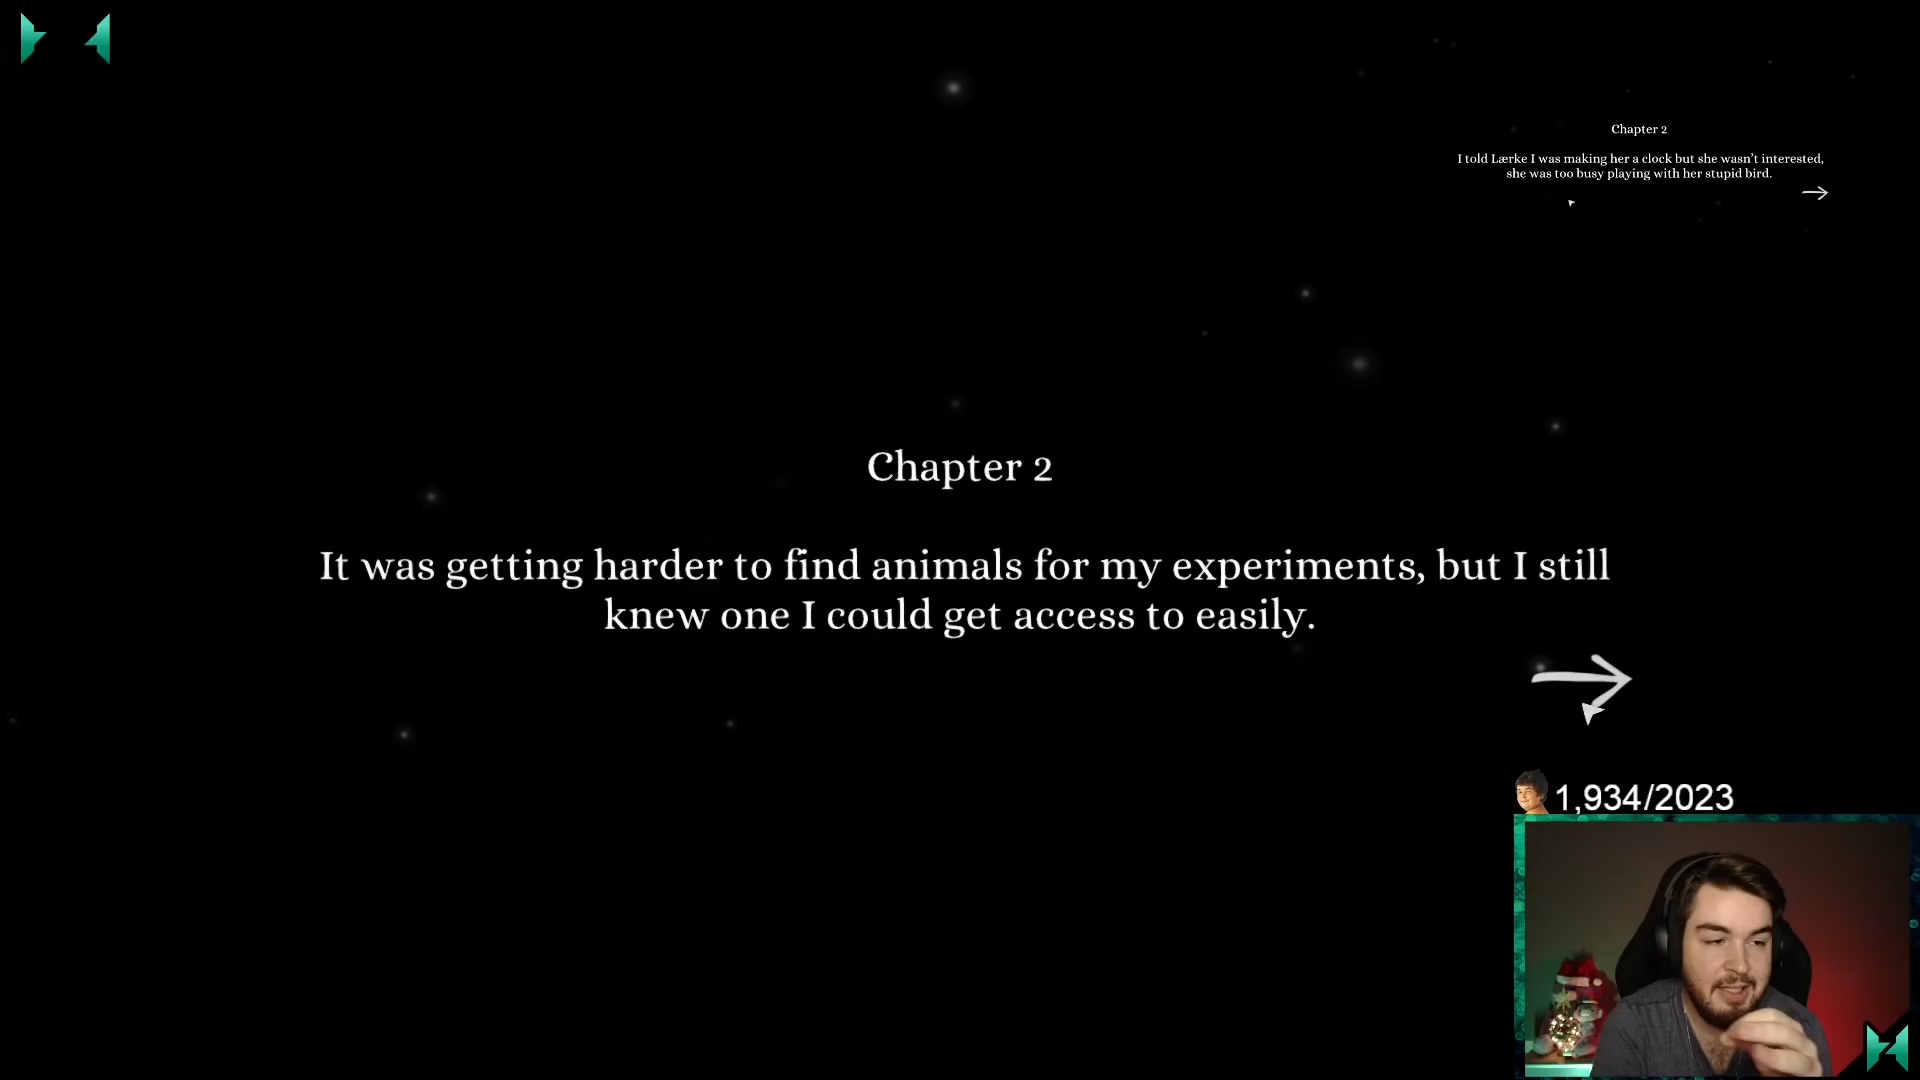 Chapter 2
I told Lærke I was making her a clock but she wasn't interested,
she was too busy playing with her stupid bird.
Chapter 2
It was getting harder to find animals for my experiments, but I still
knew one I could get access to easily.
1,934/2023